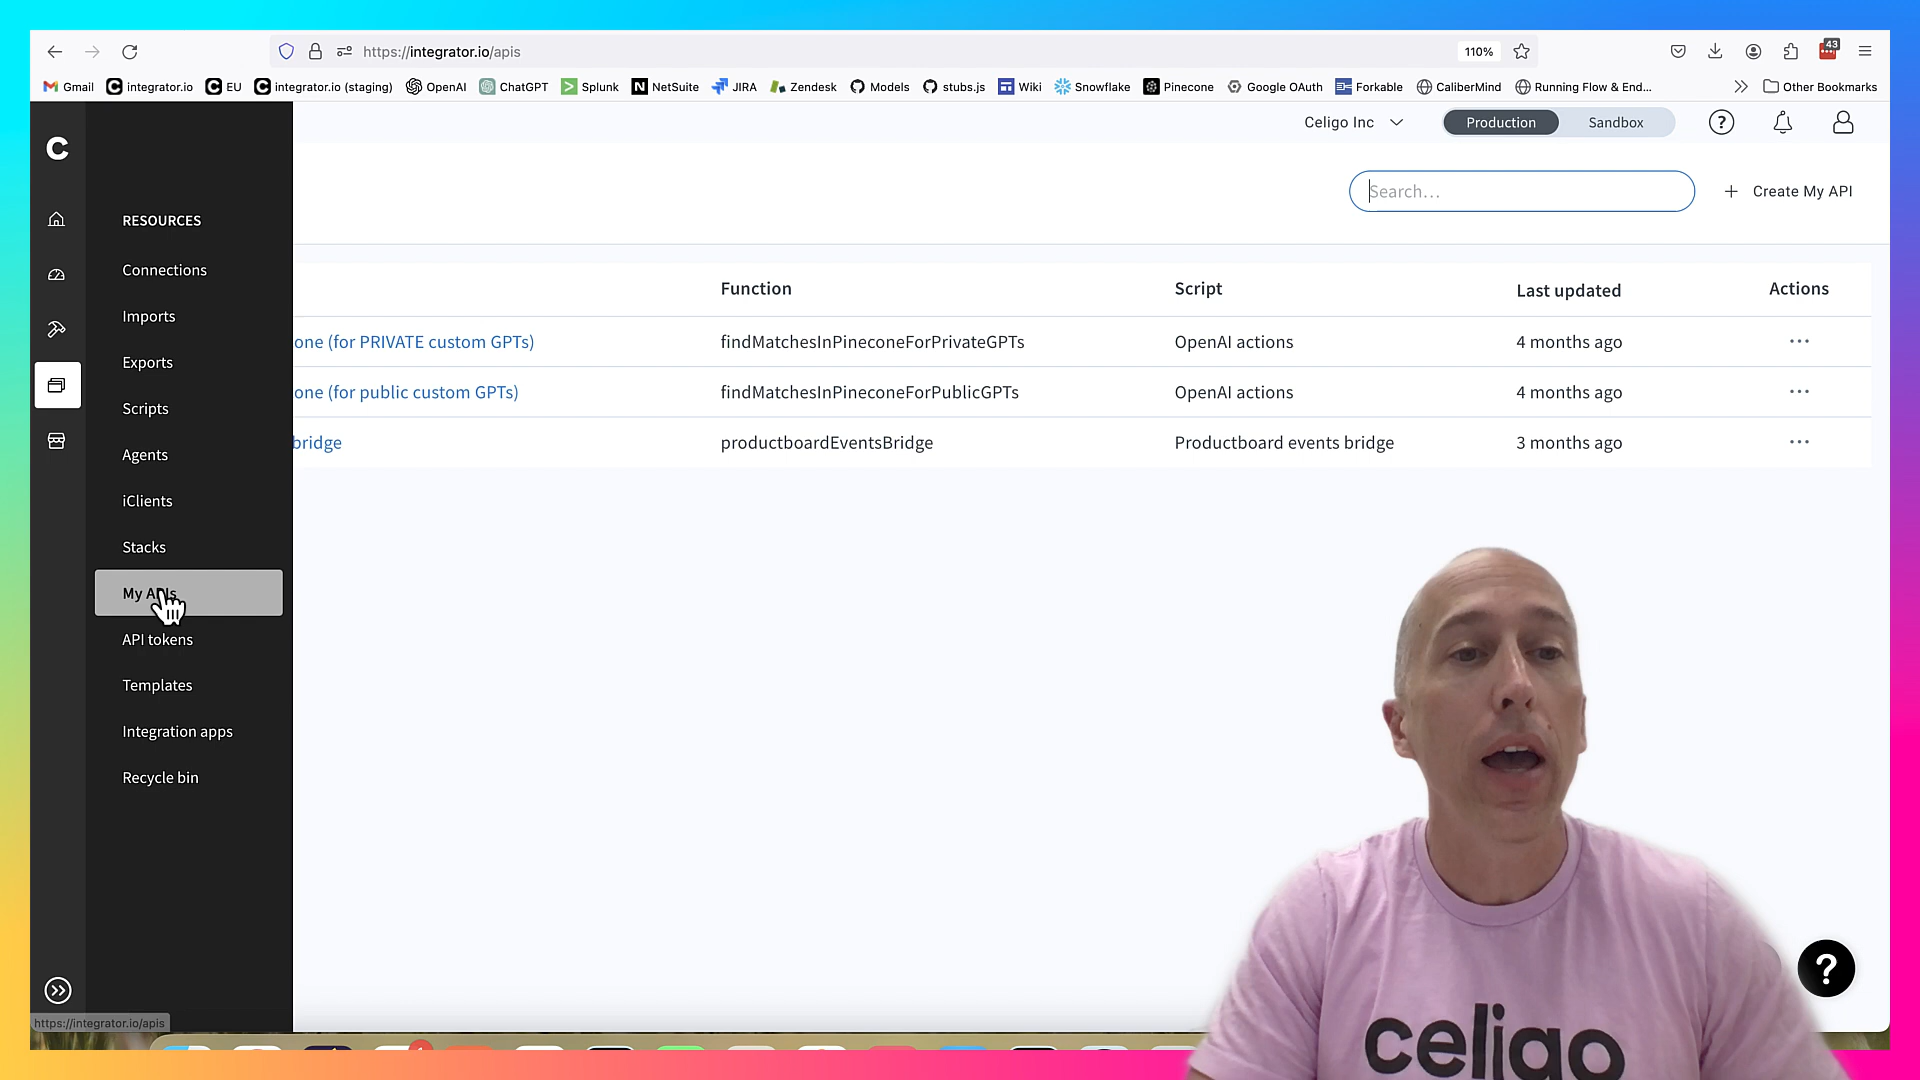 https://integrator.io/apis
110%
43
Gmail
integrator.io
EU
integrator.io (staging)
OpenAI
ChatGPT
Splunk
NetSuite
JIRA
Zendesk
Models
stubs.js
Wiki
Snowflake
Pinecone
Google OAuth
Forkable
CaliberMind
Running Flow & End...
Other Bookmarks
Celigo Inc
Production
Sandbox
Search...
Create My API
RESOURCES
Connections
Imports
Exports
Scripts
Agents
iClients
Stacks
My APIs
API tokens
Templates
Integration apps
Recycle bin
Function
Script
Last updated
Actions
one (for PRIVATE custom GPTs)
findMatchesInPineconeForPrivateGPTs
OpenAI actions
4 months ago
one (for public custom GPTs)
findMatchesInPineconeForPublicGPTs
OpenAI actions
4 months ago
bridge
productboardEventsBridge
Productboard events bridge
3 months ago
https://integrator.io/apis
celigo